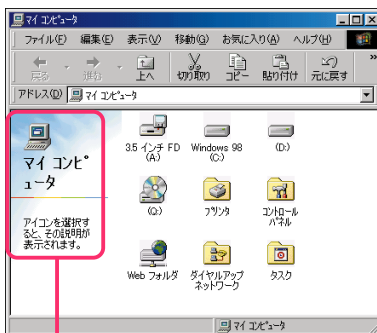 マイ コンピュータ
ファイル(F) 編集(E) 表示(V) 移動(G) お気に入り(A) ヘルプ(H)
戻る 進む 上へ 切り取り コピー 貼り付け 元に戻す »
アドレス(D) マイ コンピュータ
マイ コンピ
ュータ
アイコンを選択す
ると、その説明が
表示されます。
3.5 インチ FD
(A:)
Windows 98
(C:)
(D:)
(Q:)
プリンタ
コントロール
パネル
Web フォルダ
ダイヤルアップ
ネットワーク
タスク
マイ コンピュータ